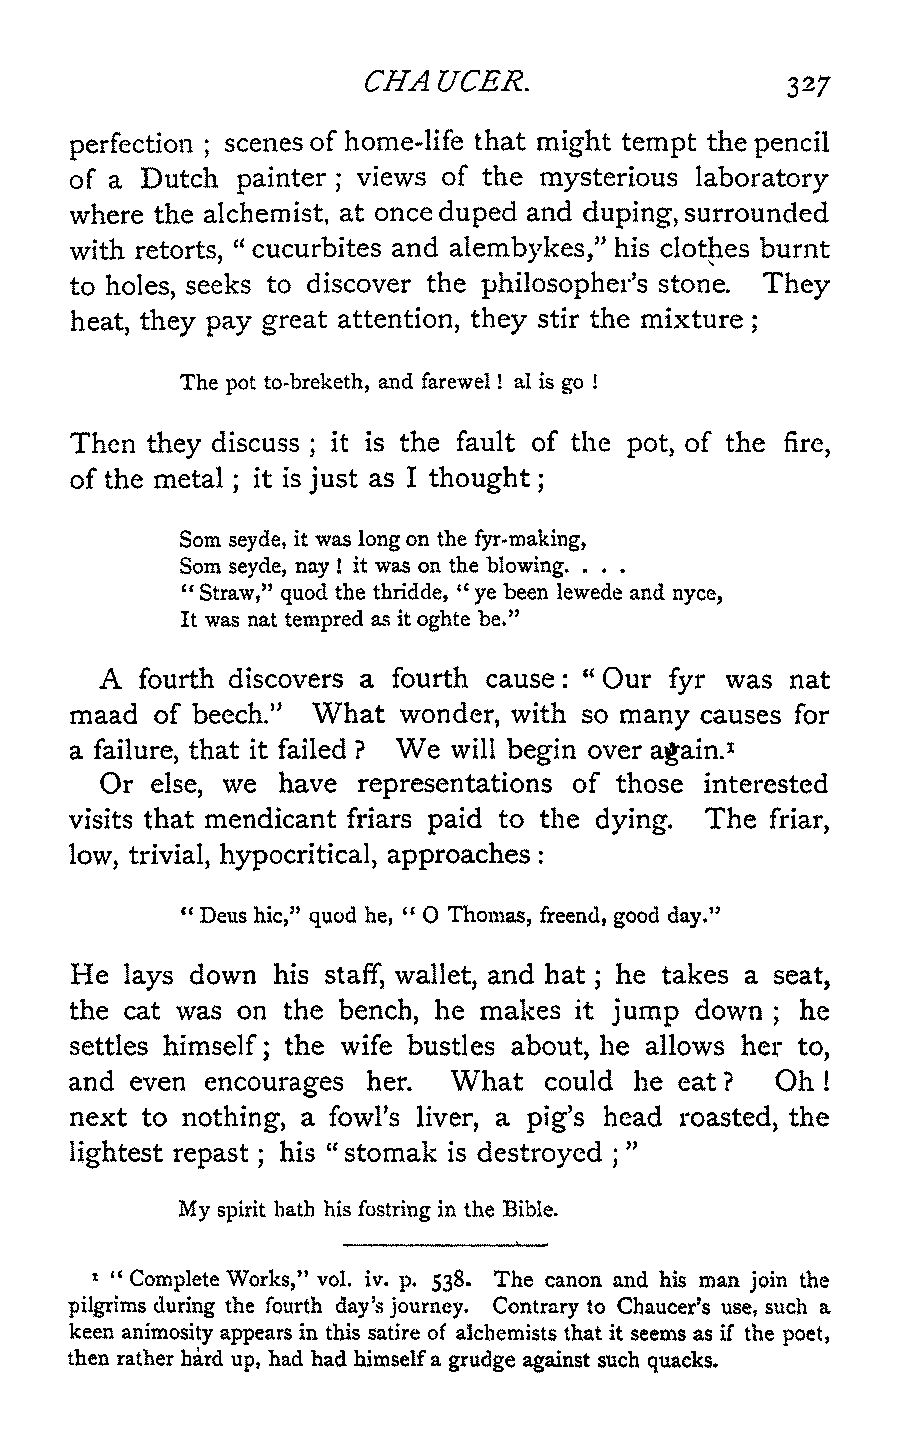 CHAUCER. 327
perfection ; scenes of home-life that might tempt the pencil
of a Dutch painter ; views of the mysterious laboratory
where the alchemist, at once duped and duping, surrounded
with retorts, " cucurbites and alembykes," his clothes burnt
to holes, seeks to discover the philosopher's stone. They
heat, they pay great attention, they stir the mixture ;
The pot to-breketh, and farewel ! al is go !
Then they discuss ; it is the fault of the pot, of the fire,
of the metal ; it is just as I thought ;
Som seyde, it was long on the fyr-making,
Som seyde, nay ! it was on the blowing. . . .
" Straw," quod the thridde, " ye been lewede and nyce,
It was nat tempred as it oghte be."
A fourth discovers a fourth cause : " Our fyr was nat
maad of beech." What wonder, with so many causes for
a failure, that it failed ? We will begin over again.¹
Or else, we have representations of those interested
visits that mendicant friars paid to the dying. The friar,
low, trivial, hypocritical, approaches :
" Deus hic," quod he, " O Thomas, freend, good day."
He lays down his staff, wallet, and hat ; he takes a seat,
the cat was on the bench, he makes it jump down ; he
settles himself ; the wife bustles about, he allows her to,
and even encourages her. What could he eat ? Oh !
next to nothing, a fowl's liver, a pig's head roasted, the
lightest repast ; his " stomak is destroyed ; "
My spirit hath his fostring in the Bible.
¹ " Complete Works," vol. iv. p. 538. The canon and his man join the
pilgrims during the fourth day's journey. Contrary to Chaucer's use, such a
keen animosity appears in this satire of alchemists that it seems as if the poet,
then rather hard up, had had himself a grudge against such quacks.